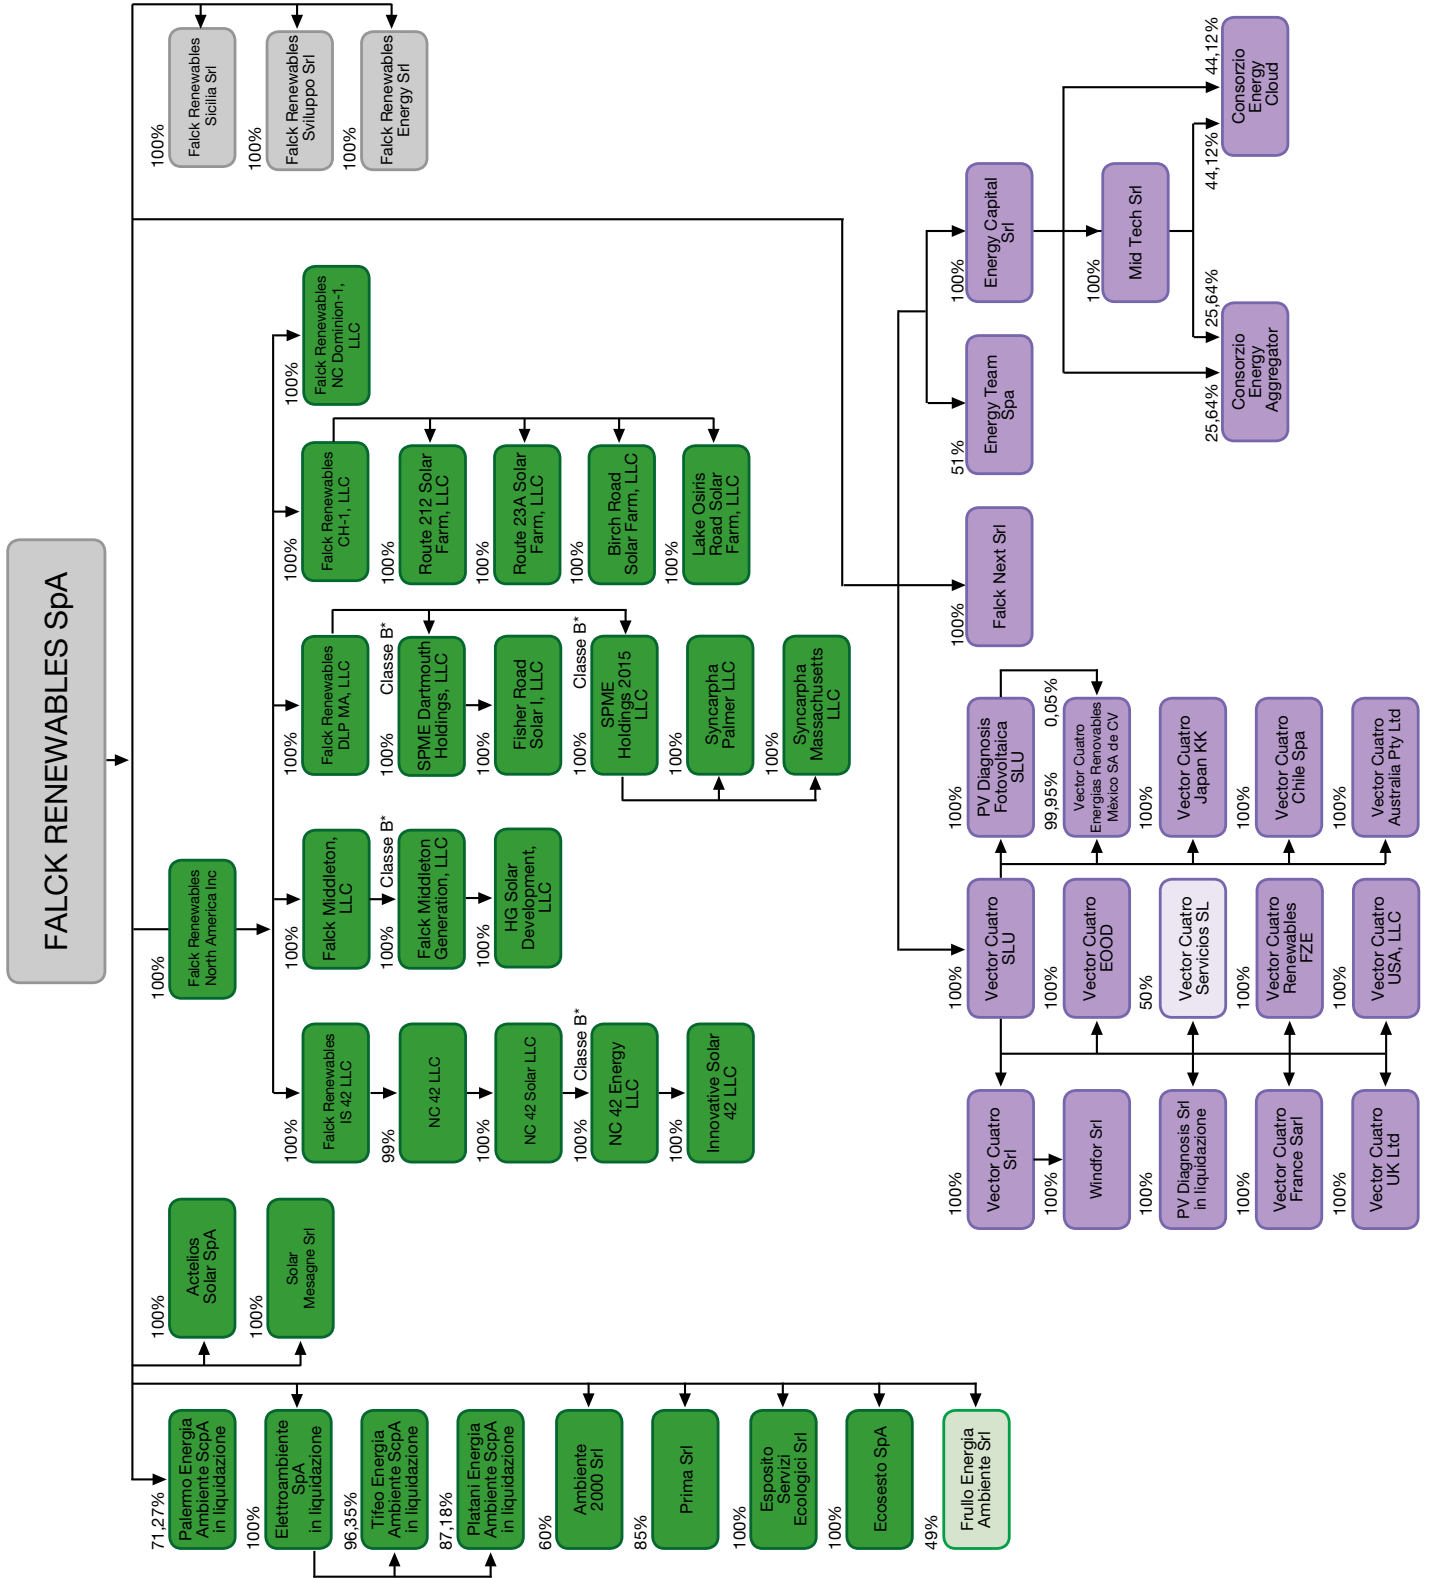 FALCK RENEWABLES SpA
71,27%
Palermo Energia
Ambiente ScpA
in liquidazione
100%
Elettroambiente
SpA
in liquidazione
96,35%
Tifeo Energia
Ambiente ScpA
in liquidazione
87,18%
Platani Energia
Ambiente ScpA
in liquidazione
60%
Ambiente
2000 Srl
85%
Prima Srl
100%
Esposito
Servizi
Ecologici Srl
100%
Ecosesto SpA
49%
Frullo Energia
Ambiente Srl
100%
Actelios
Solar SpA
100%
Solar
Mesagne Srl
100%
Falck Renewables
North America Inc
100%
Falck Renewables
IS 42 LLC
99%
NC 42 LLC
100%
NC 42 Solar LLC
100%
Classe B*
NC 42 Energy
LLC
100%
Innovative Solar
42 LLC
100%
Falck Middleton,
LLC
100%
Classe B*
Falck Middleton
Generation, LLC
100%
HG Solar
Development,
LLC
100%
Falck Renewables
DLP MA, LLC
100%
Classe B*
SPME Dartmouth
Holdings, LLC
100%
Fisher Road
Solar I, LLC
100%
Classe B*
SPME
Holdings 2015
LLC
100%
Syncarpha
Palmer LLC
100%
Syncarpha
Massachusetts
LLC
100%
Falck Renewables
CH-1, LLC
100%
Route 212 Solar
Farm, LLC
100%
Route 23A Solar
Farm, LLC
100%
Birch Road
Solar Farm, LLC
100%
Lake Osiris
Road Solar
Farm, LLC
100%
Falck Renewables
NC Dominion-1,
LLC
100%
Falck Renewables
Sicilia Srl
100%
Falck Renewables
Sviluppo Srl
100%
Falck Renewables
Energy Srl
100%
Vector Cuatro
Srl
100%
Windfor Srl
100%
PV Diagnosis Srl
in liquidazione
100%
Vector Cuatro
France Sarl
100%
Vector Cuatro
UK Ltd
100%
Vector Cuatro
SLU
100%
Vector Cuatro
EOOD
50%
Vector Cuatro
Servicios SL
100%
Vector Cuatro
Renewables
FZE
100%
Vector Cuatro
USA, LLC
100%
PV Diagnosis
Fotovoltaica
SLU
99,95%
0,05%
Vector Cuatro
Energias Renovables
Mèxico SA de CV
100%
Vector Cuatro
Japan KK
100%
Vector Cuatro
Chile Spa
100%
Vector Cuatro
Australia Pty Ltd
100%
Falck Next Srl
51%
Energy Team
Spa
100%
Energy Capital
Srl
100%
Mid Tech Srl
25,64%
25,64%
Consorzio
Energy
Aggregator
44,12%
44,12%
Consorzio
Energy
Cloud